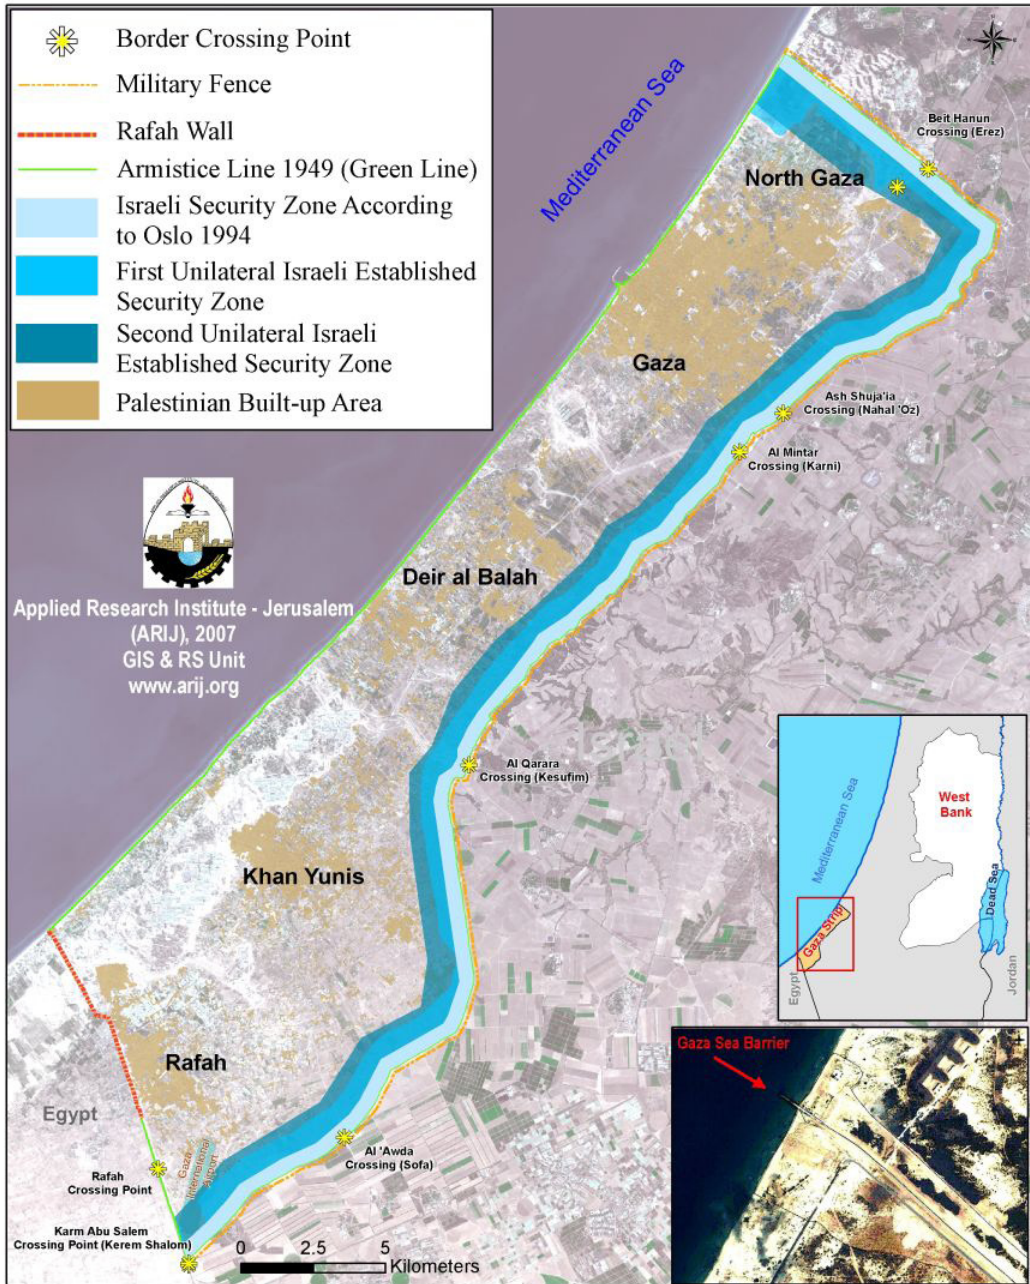 Border Crossing Point
Military Fence
Rafah Wall
Armistice Line 1949 (Green Line)
Israeli Security Zone According
to Oslo 1994
First Unilateral Israeli Established
Security Zone
Second Unilateral Israeli
Established Security Zone
Palestinian Built-up Area
Mediterranean Sea
Beit Hanun
Crossing (Erez)
North Gaza
Gaza
Ash Shuja'ia
Crossing (Nahal 'Oz)
Al Mintar
Crossing (Karni)
Deir al Balah
Applied Research Institute - Jerusalem
(ARIJ), 2007
GIS & RS Unit
www.arij.org
Israel
Al Qarara
Crossing (Kesufim)
Khan Yunis
Rafah
Egypt
Gaza
International
Airport
Al 'Awda
Crossing (Sofa)
Rafah
Crossing Point
Karm Abu Salem
Crossing Point (Kerem Shalom)
0 2.5 5
Kilometers
West
Bank
Mediterranean Sea
Dead Sea
Gaza Strip
Egypt
Jordan
Gaza Sea Barrier